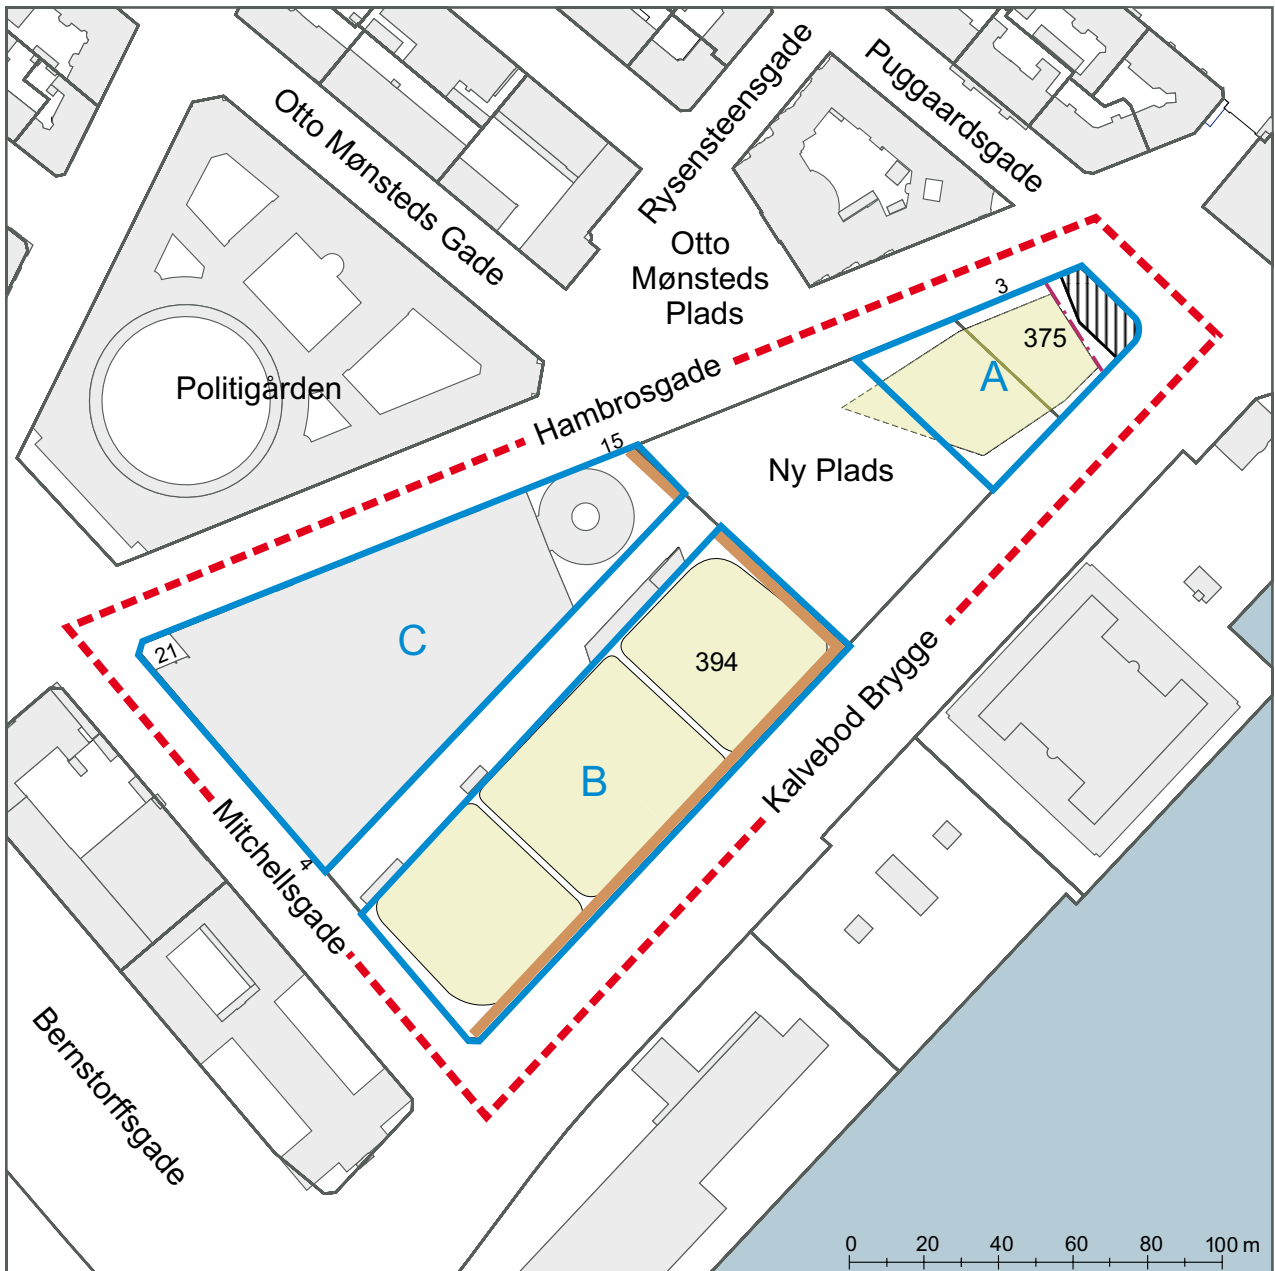 Puggaardsgade
Rysensteensgade
Otto Mønsteds Gade
Otto
Mønsteds
Plads
3
375
A
Politigården
Hambrosgade
15
Ny Plads
21
C
394
B
Kalvebod Brygge
Mitchellsgade
4
Bernstorffsgade
0 20 40 60 80 100 m